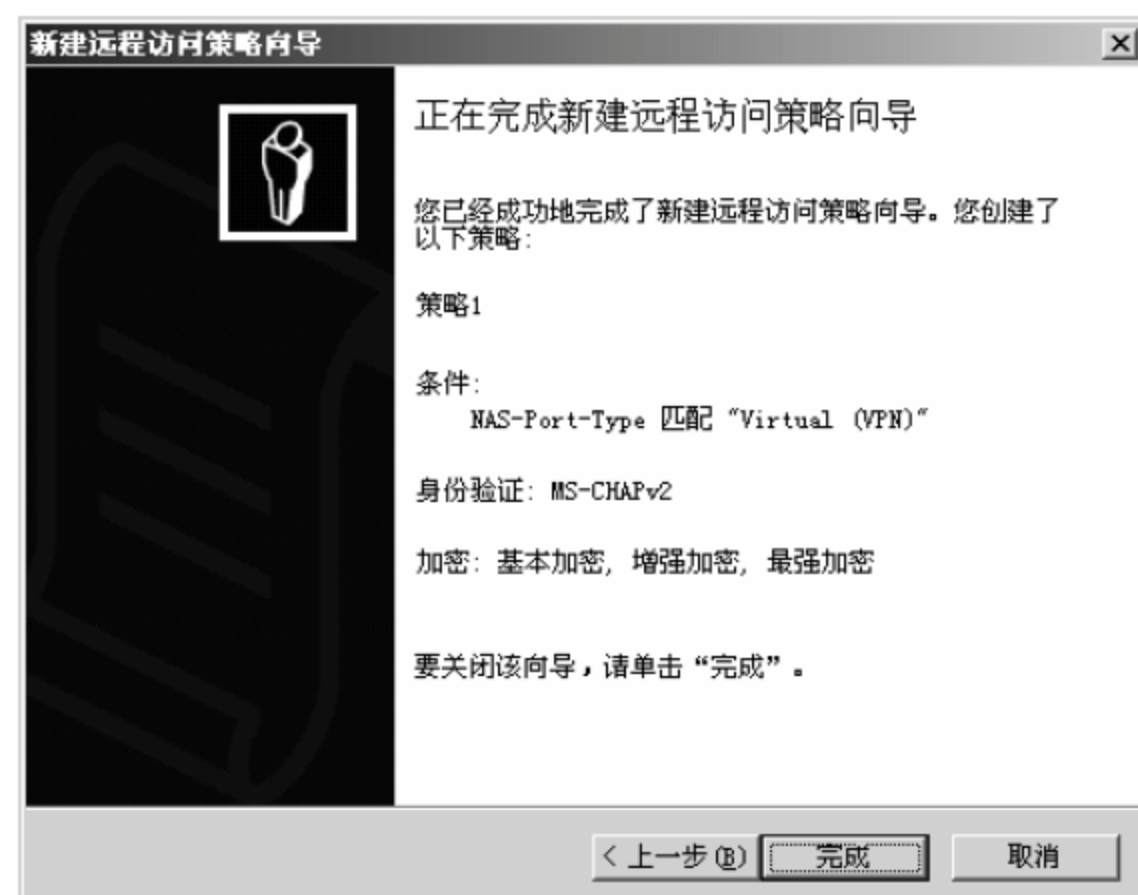 新建远程访问策略向导
正在完成新建远程访问策略向导
您已经成功地完成了新建远程访问策略向导。您创建了
以下策略:
策略1
条件:
NAS-Port-Type 匹配 "Virtual (VPN)"
身份验证: MS-CHAPv2
加密: 基本加密, 增强加密, 最强加密
要关闭该向导，请单击“完成”。
< 上一步(B) 完成 取消